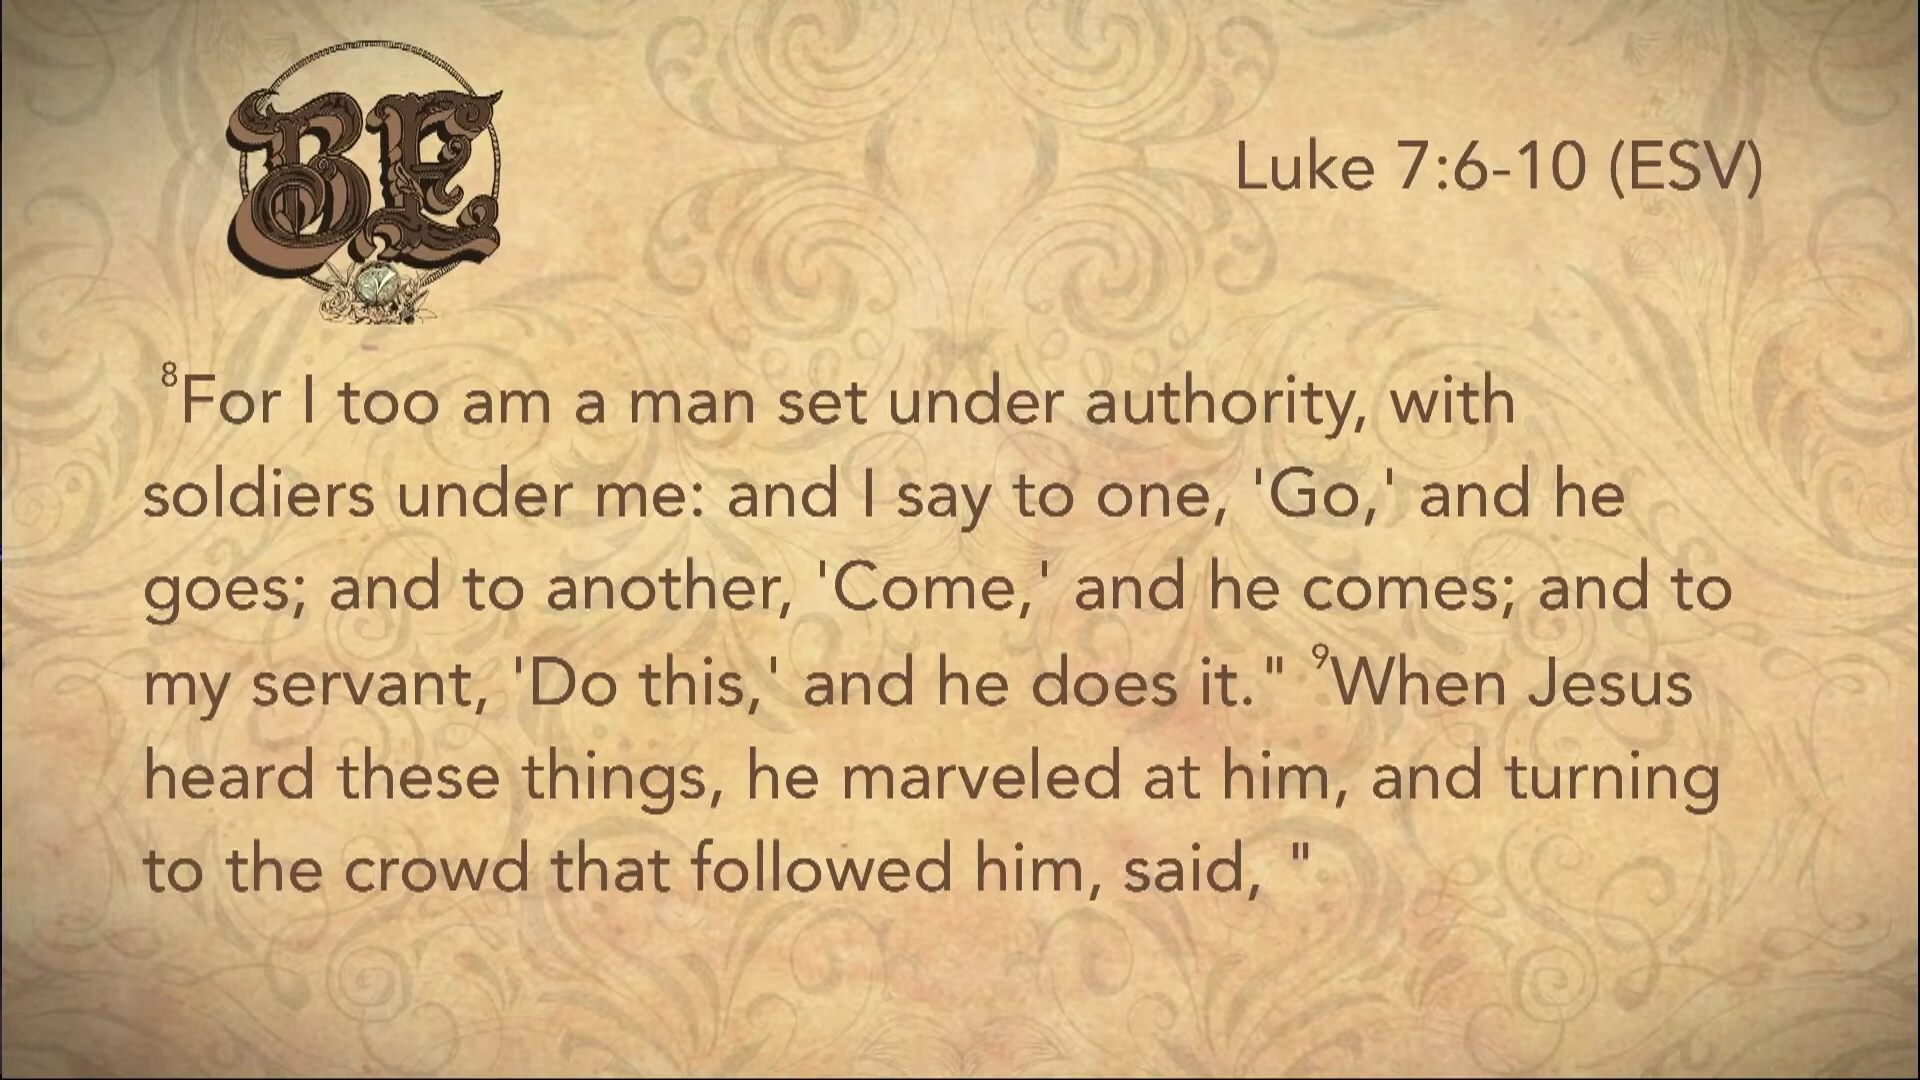 BE
Luke 7:6-10 (ESV)
⁸For I too am a man set under authority, with
soldiers under me: and I say to one, 'Go,' and he
goes; and to another, 'Come,' and he comes; and to
my servant, 'Do this,' and he does it." ⁹When Jesus
heard these things, he marveled at him, and turning
to the crowd that followed him, said, "